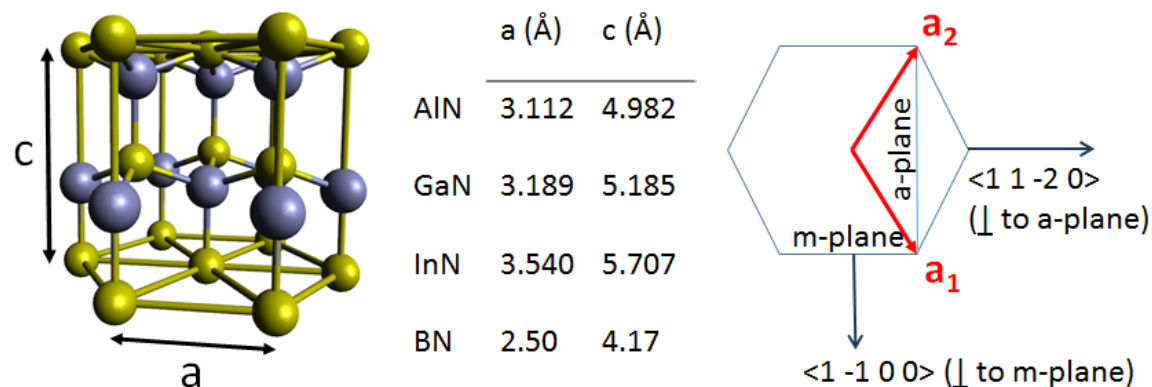 c
a
a (Å) c (Å)
AlN 3.112 4.982
GaN 3.189 5.185
InN 3.540 5.707
BN 2.50 4.17
a₂
a-plane
<1 1 -2 0>
(⊥ to a-plane)
m-plane
a₁
<1 -1 0 0> (⊥ to m-plane)